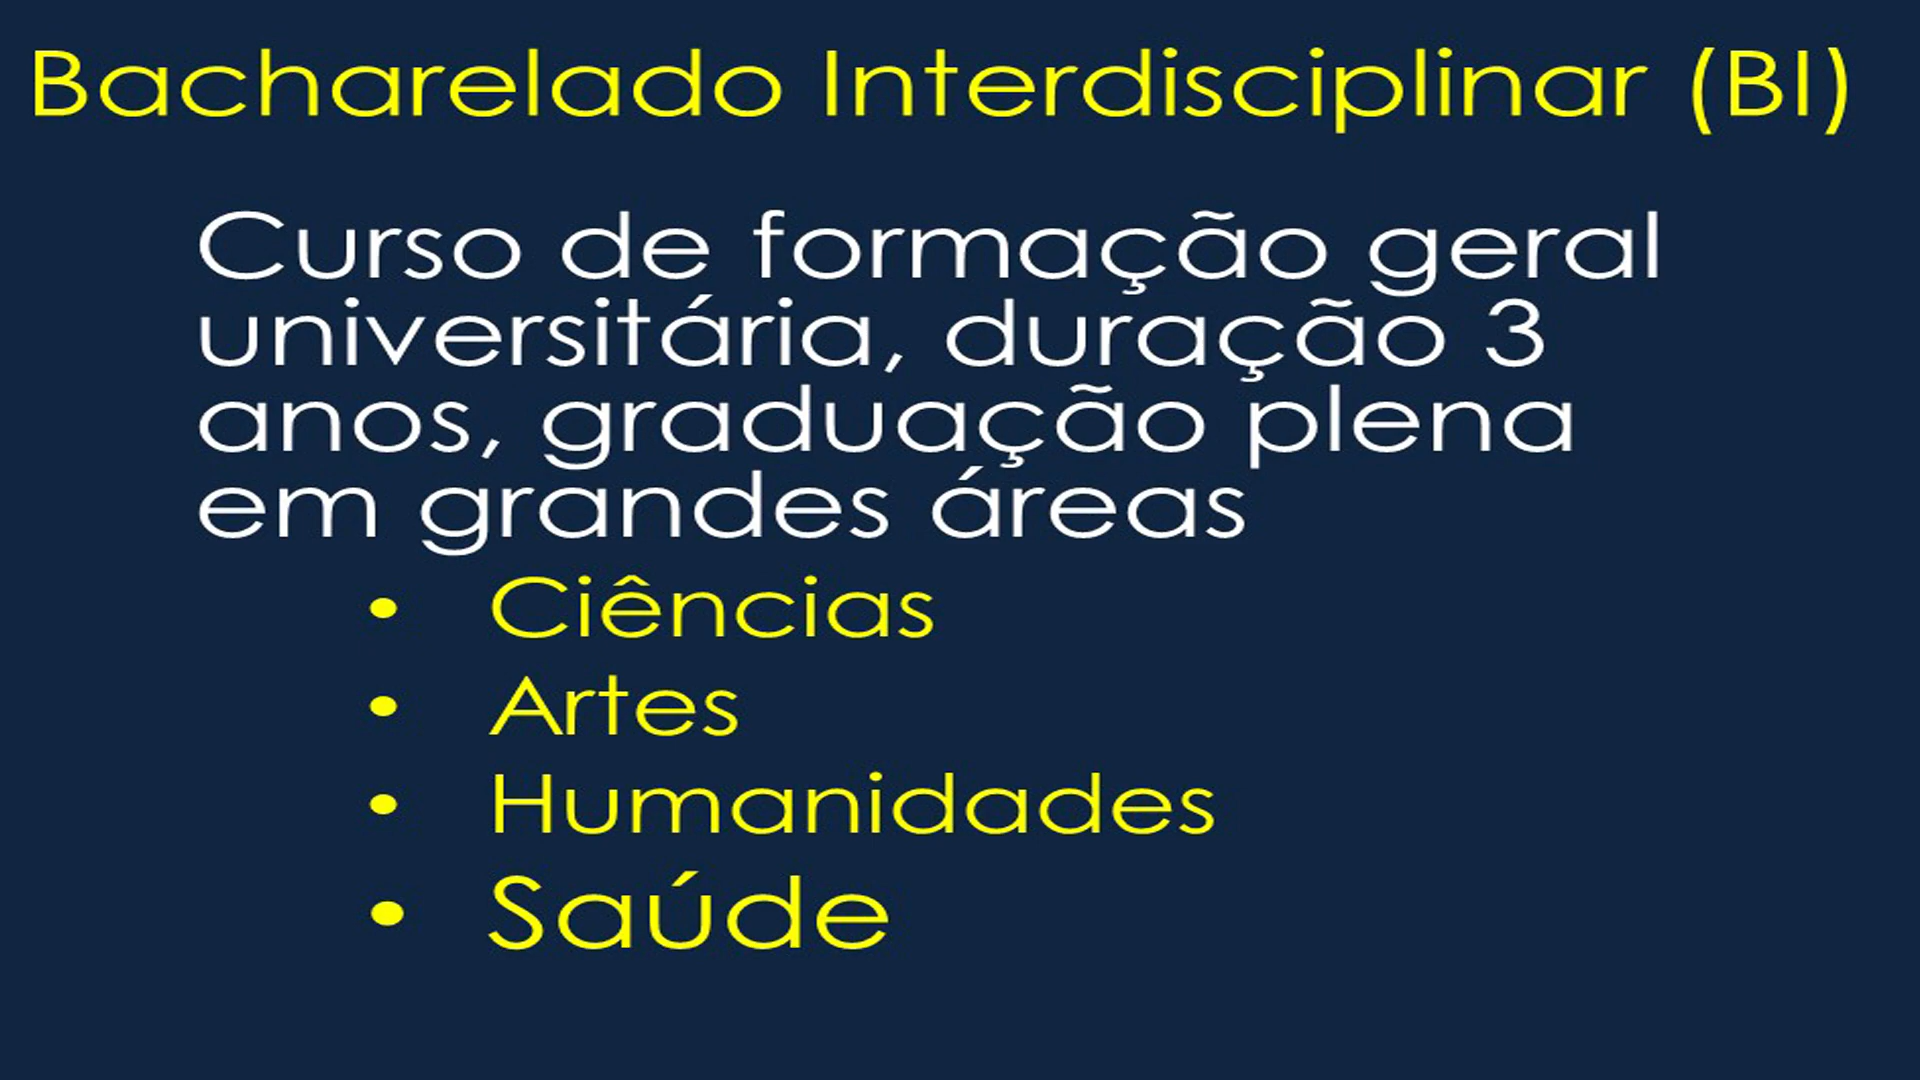 Bacharelado Interdisciplinar (BI)
Curso de formação geral
universitária, duração 3
anos, graduação plena
em grandes áreas
• Ciências
• Artes
• Humanidades
• Saúde